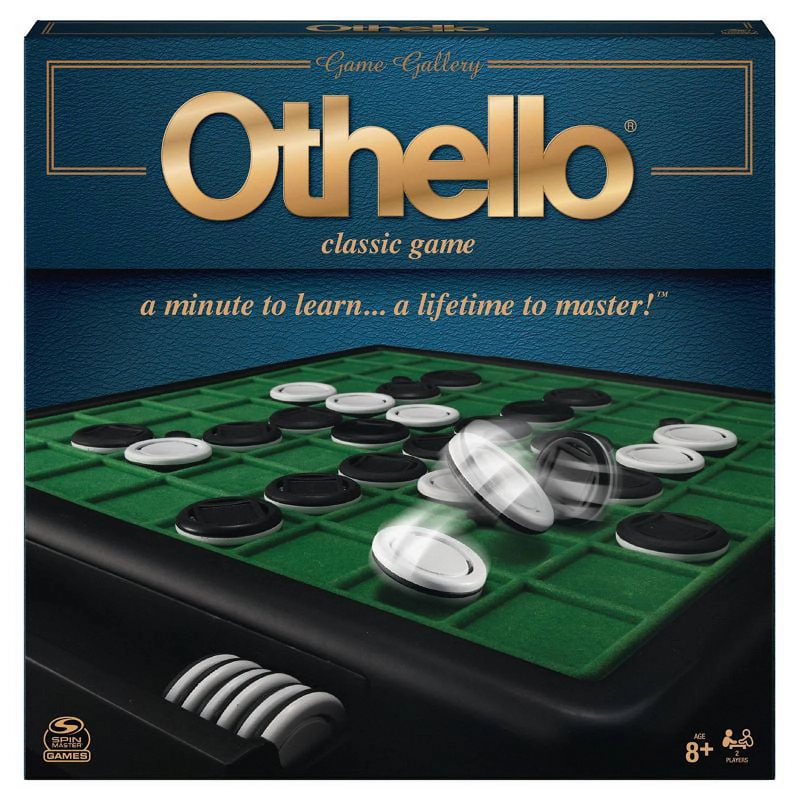 Othello
Game Gallery
Othello®
classic game
a minute to learn... a lifetime to master!™
SPIN
MASTER
GAMES
AGE
8+
2
PLAYERS